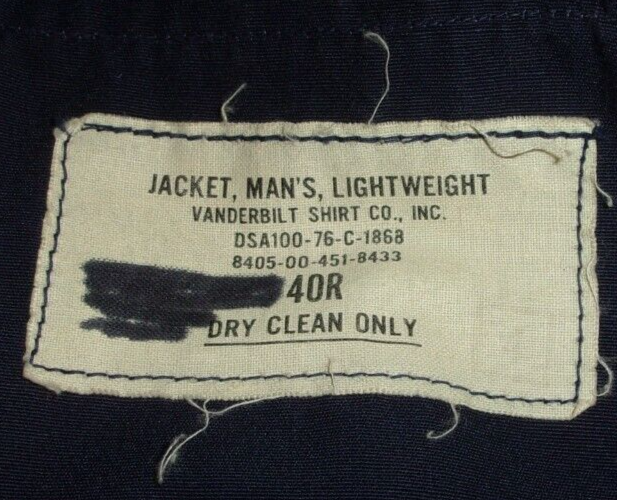 JACKET, MAN'S, LIGHTWEIGHT
VANDERBILT SHIRT CO., INC.
DSA100-76-C-1868
8405-00-451-8433
40R
DRY CLEAN ONLY